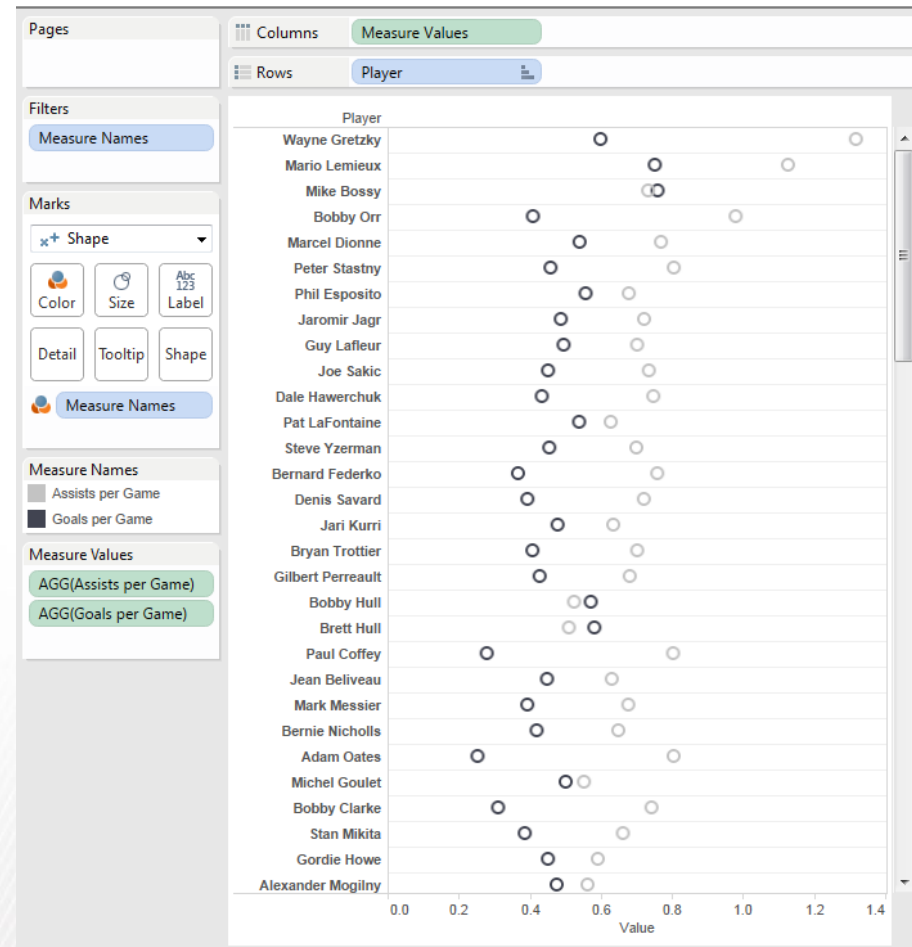 Pages
Columns Measure Values
Rows Player
Filters
Measure Names
Marks
Shape
Color Size Abc 123 Label
Detail Tooltip Shape
Measure Names
Measure Names
Assists per Game
Goals per Game
Measure Values
AGG(Assists per Game)
AGG(Goals per Game)
Player
Wayne Gretzky
Mario Lemieux
Mike Bossy
Bobby Orr
Marcel Dionne
Peter Stastny
Phil Esposito
Jaromir Jagr
Guy Lafleur
Joe Sakic
Dale Hawerchuk
Pat LaFontaine
Steve Yzerman
Bernard Federko
Denis Savard
Jari Kurri
Bryan Trottier
Gilbert Perreault
Bobby Hull
Brett Hull
Paul Coffey
Jean Beliveau
Mark Messier
Bernie Nicholls
Adam Oates
Michel Goulet
Bobby Clarke
Stan Mikita
Gordie Howe
Alexander Mogilny
0.0 0.2 0.4 0.6 0.8 1.0 1.2 1.4
Value